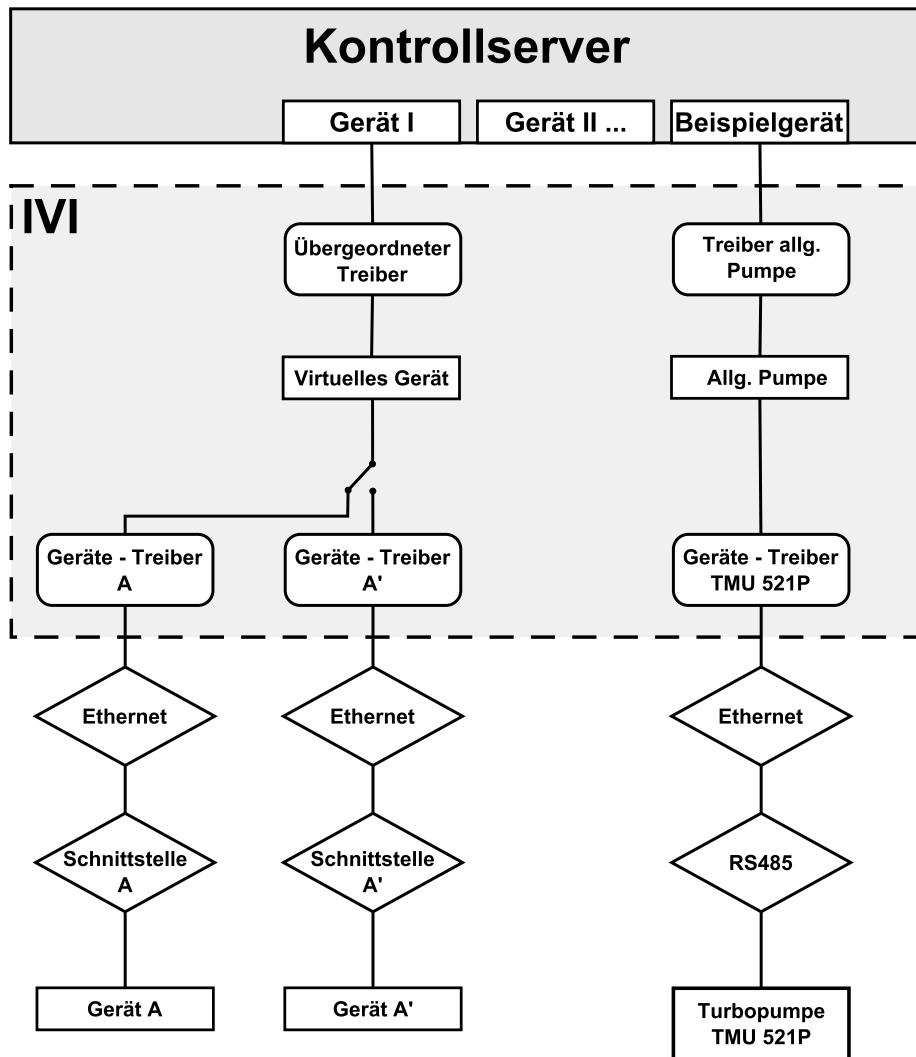 Kontrollserver
Gerät I
Gerät II ...
Beispielgerät
IVI
Übergeordneter
Treiber
Treiber allg.
Pumpe
Virtuelles Gerät
Allg. Pumpe
Geräte - Treiber
A
Geräte - Treiber
A'
Geräte - Treiber
TMU 521P
Ethernet
Ethernet
Ethernet
Schnittstelle
A
Schnittstelle
A'
RS485
Gerät A
Gerät A'
Turbopumpe
TMU 521P